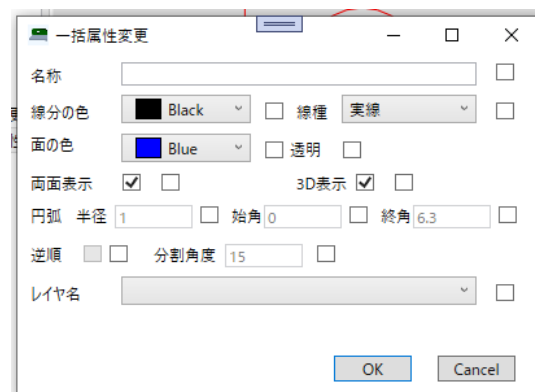 一括属性変更
名称
線分の色 Black 線種 実線
面の色 Blue 透明
両面表示 3D表示
円弧 半径 1 始角 0 終角 6.3
逆順 分割角度 15
レイヤ名
OK Cancel